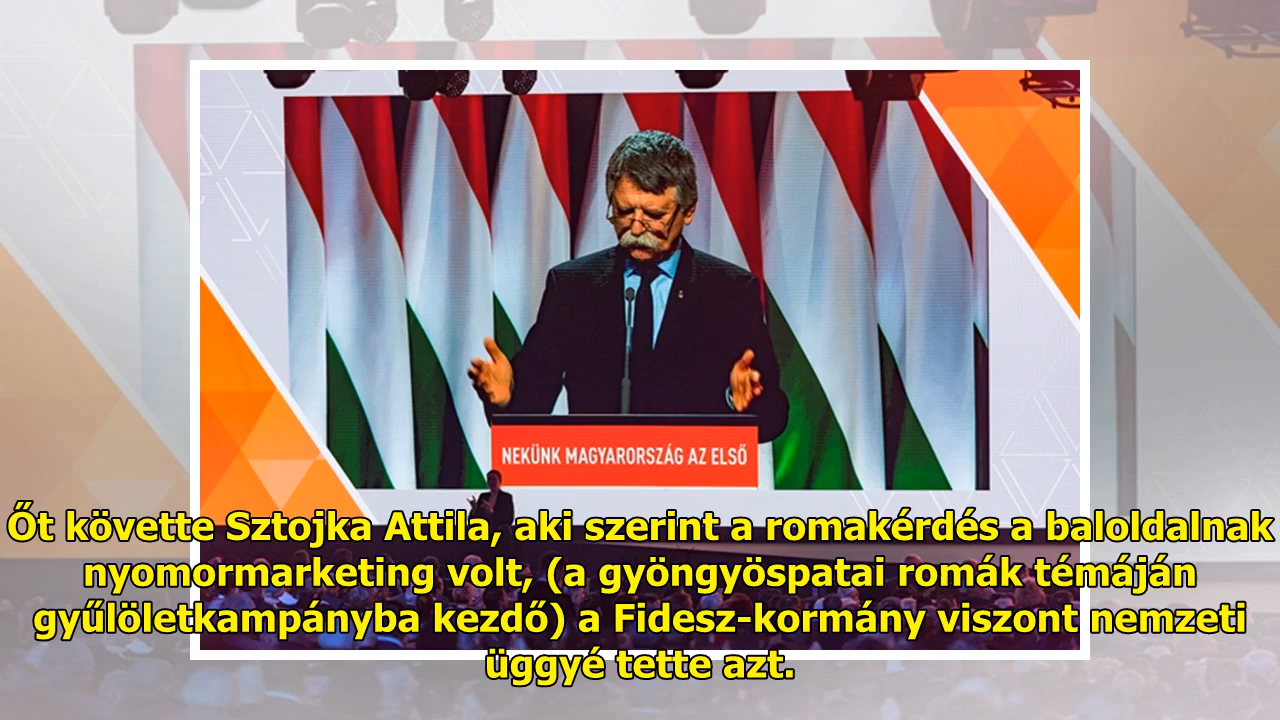 NEKÜNK MAGYARORSZÁG AZ ELSŐ
Őt követte Sztojka Attila, aki szerint a romakérdés a baloldalnak
nyomormarketing volt, (a gyöngyöspatai romák témáján
gyűlöletkampányba kezdő) a Fidesz-kormány viszont nemzeti
üggyé tette azt.